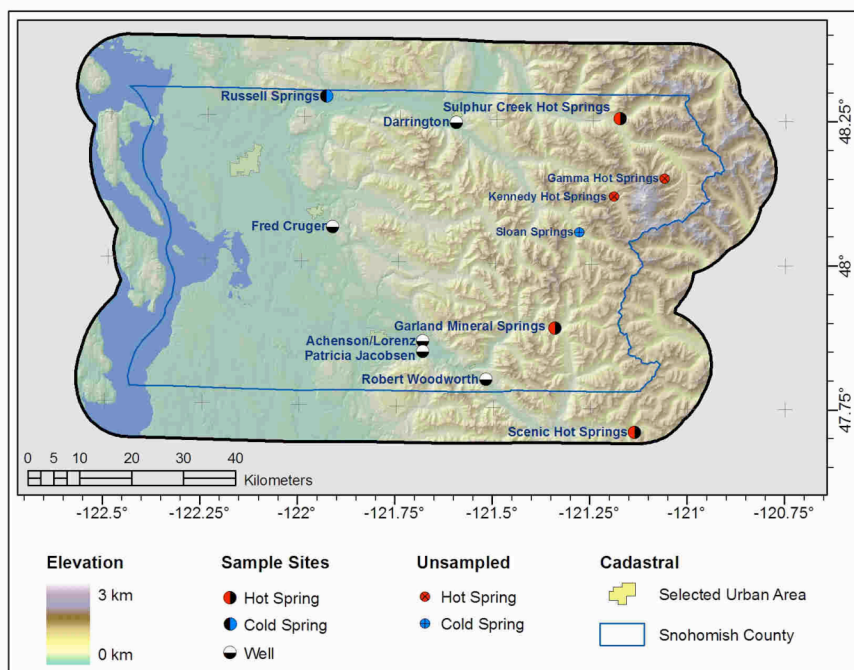 Russell Springs
Sulphur Creek Hot Springs
Darrington
48.25°
Gamma Hot Springs
Kennedy Hot Springs
Fred Cruger
Sloan Springs
48°
Garland Mineral Springs
Achenson/Lorenz
Patricia Jacobsen
Robert Woodworth
47.75°
Scenic Hot Springs
0 5 10 20 30 40
Kilometers
-122.5° -122.25° -122° -121.75° -121.5° -121.25° -121° -120.75°
Elevation Sample Sites Unsampled Cadastral
3 km Hot Spring Hot Spring Selected Urban Area
Cold Spring Cold Spring Snohomish County
0 km Well